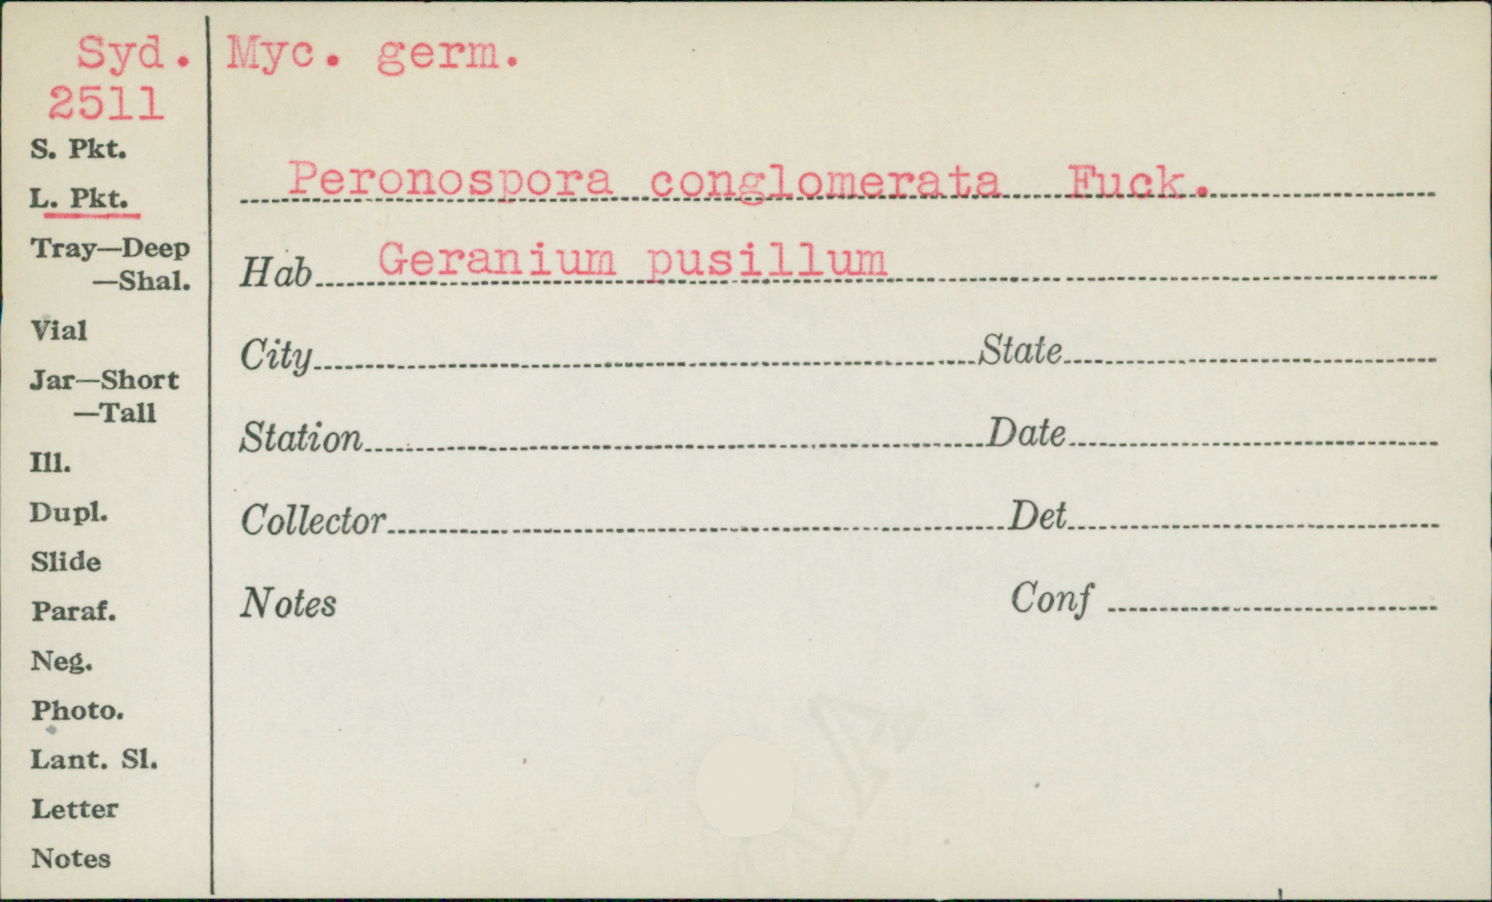 Syd. Myc. germ.
2511
Peronospora conglomerata Fuck.
Hab Geranium pusillum
City State
Station Date
Collector Det
Notes Conf
S. Pkt.
L. Pkt.
Tray—Deep
—Shal.
Vial
Jar—Short
—Tall
Ill.
Dupl.
Slide
Paraf.
Neg.
Photo.
Lant. Sl.
Letter
Notes